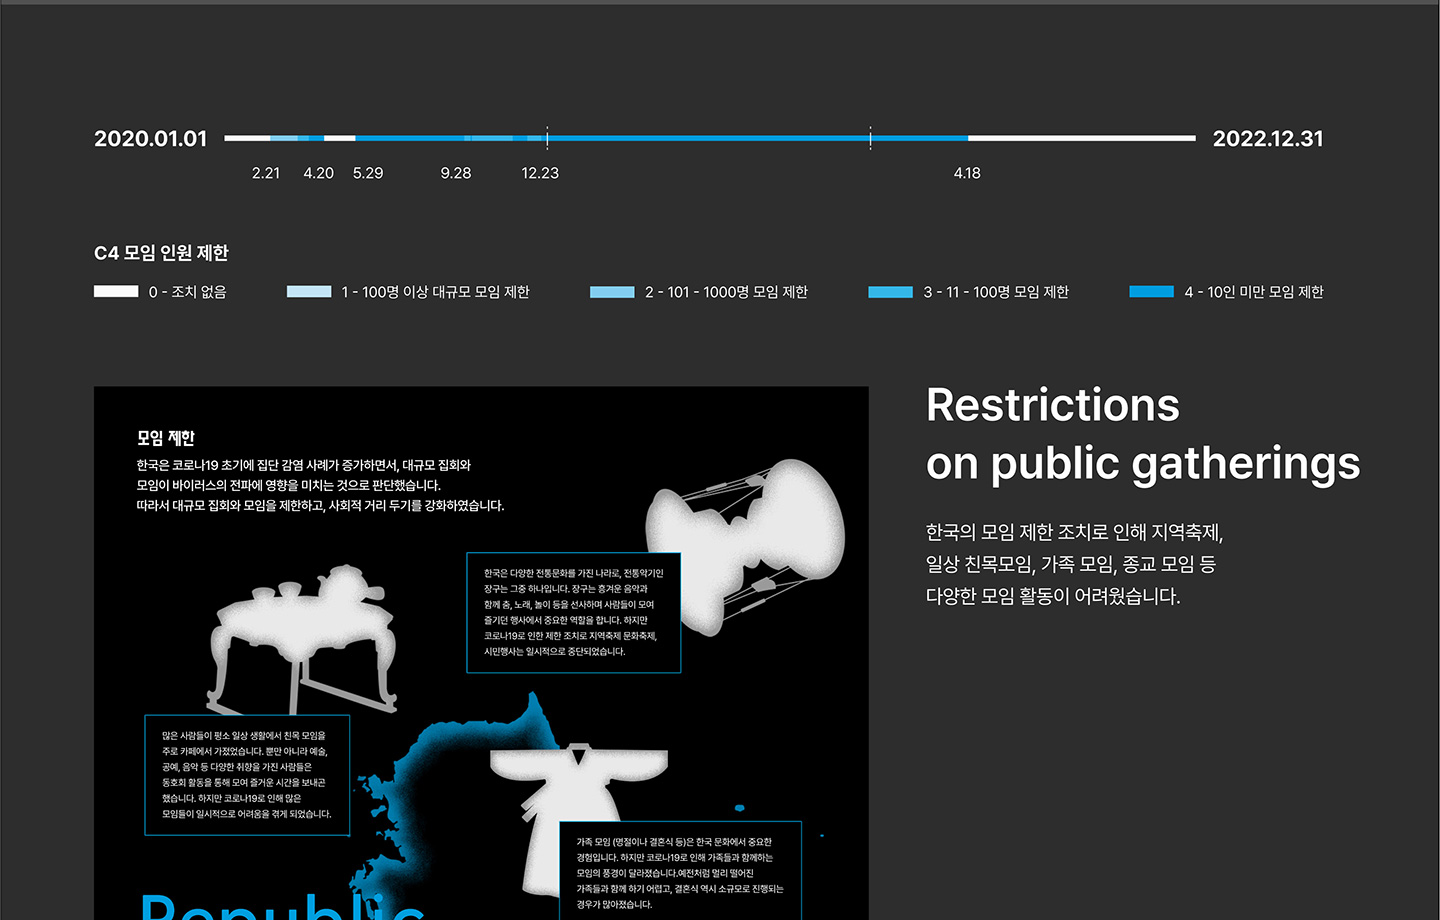 2020.01.01
2022.12.31
2.21
4.20
5.29
9.28
12.23
4.18
C4 모임 인원 제한
0 - 조치 없음
1 - 100명 이상 대규모 모임 제한
2 - 101 - 1000명 모임 제한
3 - 11 - 100명 모임 제한
4 - 10인 미만 모임 제한
모임 제한
한국은 코로나19 초기에 집단 감염 사례가 증가하면서, 대규모 집회와
모임이 바이러스의 전파에 영향을 미치는 것으로 판단했습니다.
따라서 대규모 집회와 모임을 제한하고, 사회적 거리 두기를 강화하였습니다.
한국은 다양한 전통문화를 가진 나라로, 전통악기인
장구는 그중 하나입니다. 장구는 흥겨운 음악과
함께 춤, 노래, 놀이 등을 선사하며 사람들이 모여
즐기던 행사에서 중요한 역할을 합니다. 하지만
코로나19로 인한 제한 조치로 지역축제 문화축제,
시민행사는 일시적으로 중단되었습니다.
많은 사람들이 평소 일상 생활에서 친목 모임을
주로 카페에서 가졌었습니다. 뿐만 아니라 예술,
공예, 음악 등 다양한 취향을 가진 사람들은
동호회 활동을 통해 모여 즐거운 시간을 보내곤
했습니다. 하지만 코로나19로 인해 많은
모임들이 일시적으로 어려움을 겪게 되었습니다.
가족 모임 (명절이나 결혼식 등)은 한국 문화에서 중요한
경험입니다. 하지만 코로나19로 인해 가족들과 함께하는
모임의 풍경이 달라졌습니다.예전처럼 멀리 떨어진
가족들과 함께 하기 어렵고, 결혼식 역시 소규모로 진행되는
경우가 많아졌습니다.
Republic
Restrictions
on public gatherings
한국의 모임 제한 조치로 인해 지역축제,
일상 친목모임, 가족 모임, 종교 모임 등
다양한 모임 활동이 어려웠습니다.